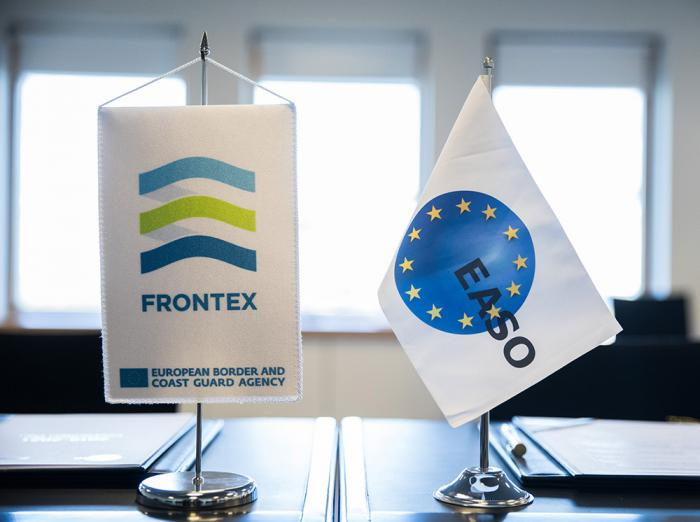 FRONTEX
EUROPEAN BORDER AND
COAST GUARD AGENCY
EASO